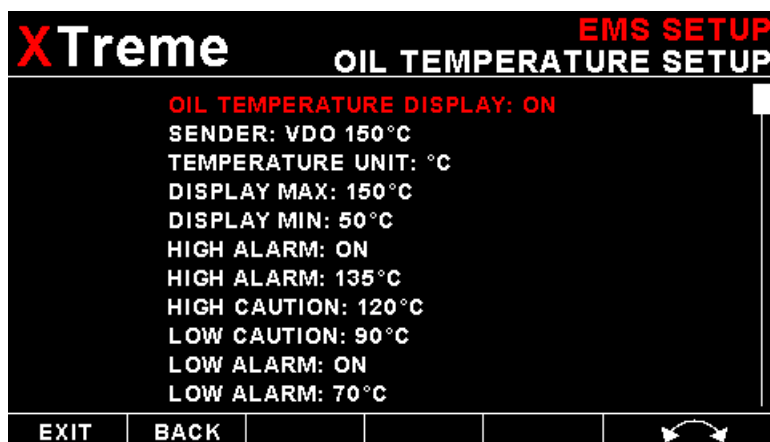 XTreme
EMS SETUP
OIL TEMPERATURE SETUP
OIL TEMPERATURE DISPLAY: ON
SENDER: VDO 150°C
TEMPERATURE UNIT: °C
DISPLAY MAX: 150°C
DISPLAY MIN: 50°C
HIGH ALARM: ON
HIGH ALARM: 135°C
HIGH CAUTION: 120°C
LOW CAUTION: 90°C
LOW ALARM: ON
LOW ALARM: 70°C
EXIT BACK